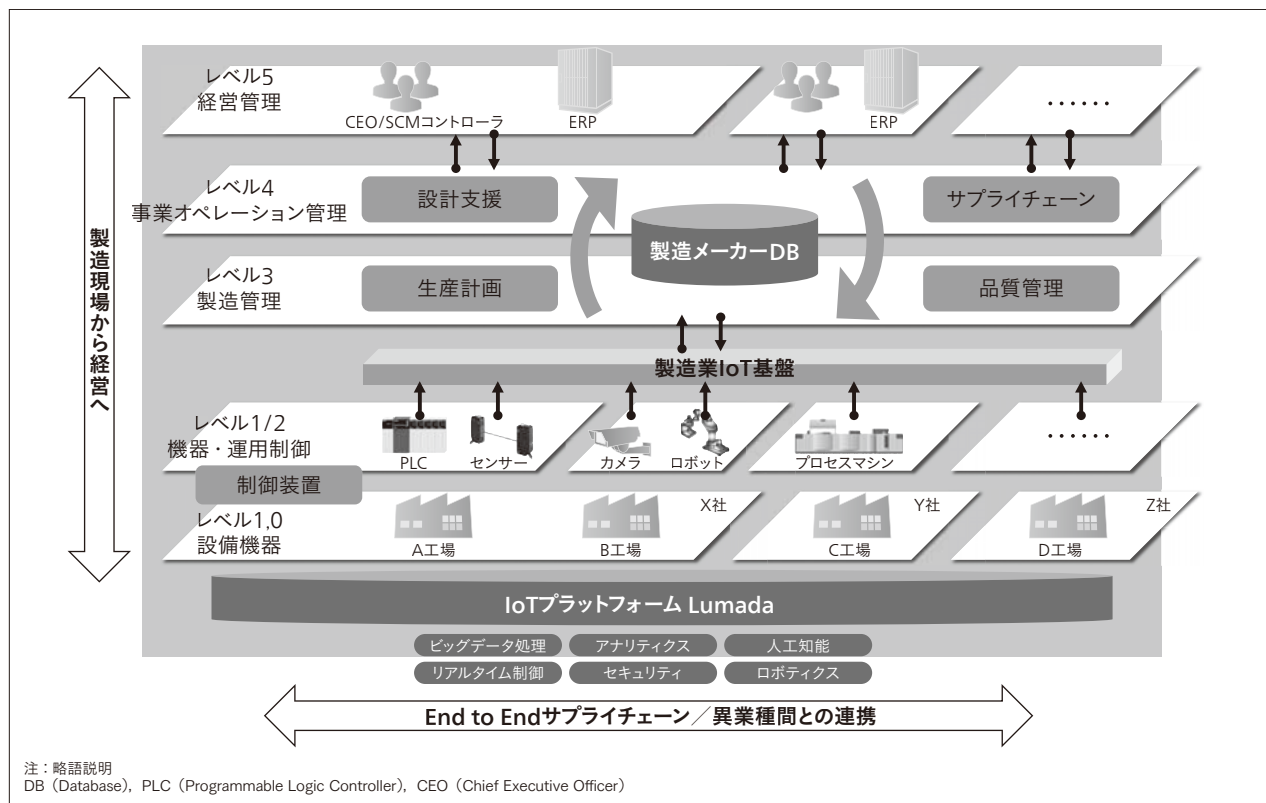 レベル5
経営管理
CEO/SCMコントローラ
ERP
ERP
……
レベル4
事業オペレーション管理
設計支援
サプライチェーン
製造メーカーDB
レベル3
製造管理
生産計画
品質管理
製造現場から経営へ
製造業IoT基盤
レベル1/2
機器・運用制御
PLC
センサー
カメラ
ロボット
プロセスマシン
……
制御装置
レベル1,0
設備機器
A工場
B工場
X社
C工場
Y社
D工場
Z社
IoTプラットフォーム Lumada
ビッグデータ処理
アナリティクス
人工知能
リアルタイム制御
セキュリティ
ロボティクス
End to Endサプライチェーン／異業種間との連携
注：略語説明
DB（Database），PLC（Programmable Logic Controller），CEO（Chief Executive Officer）